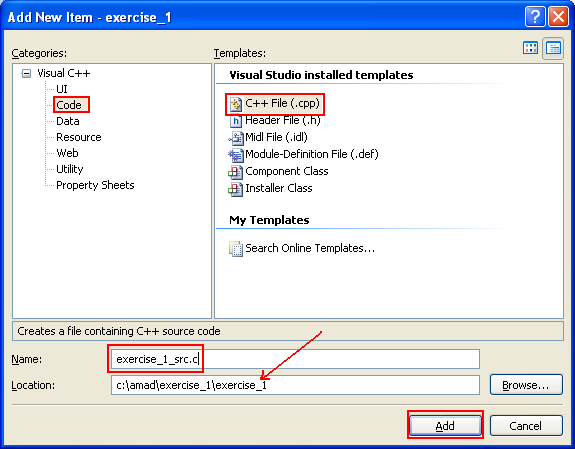 Add New Item - exercise_1
Categories:
Templates:
Visual C++
UI
Code
Data
Resource
Web
Utility
Property Sheets
Visual Studio installed templates
C++ File (.cpp)
Header File (.h)
Midl File (.idl)
Module-Definition File (.def)
Component Class
Installer Class
My Templates
Search Online Templates...
Creates a file containing C++ source code
Name:
exercise_1_src.c
Location:
c:\amad\exercise_1\exercise_1
Browse...
Add
Cancel